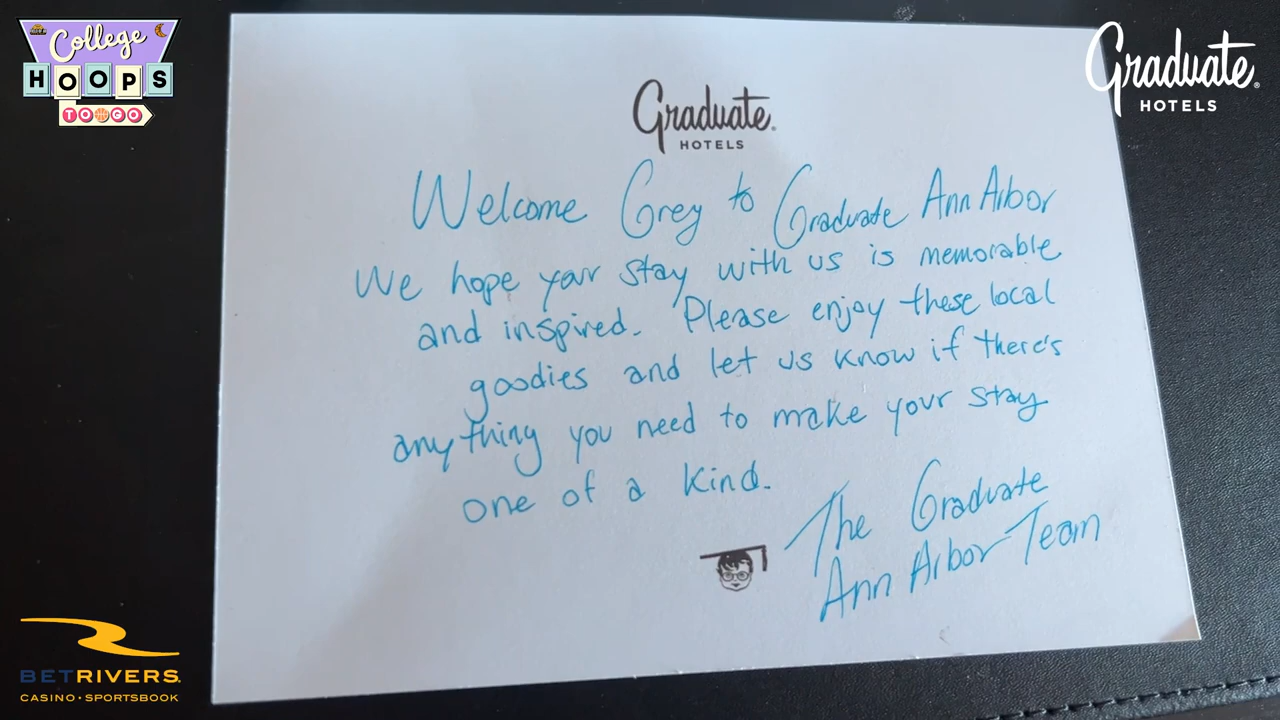 College
HOOPS
TO GO
Graduate
HOTELS
Graduate
HOTELS
Welcome Grey to Graduate Ann Arbor
We hope your stay with us is memorable
and inspired. Please enjoy these local
goodies and let us know if there's
anything you need to make your stay
one of a kind.
The Graduate
Ann Arbor Team
BETRIVERS
CASINO • SPORTSBOOK